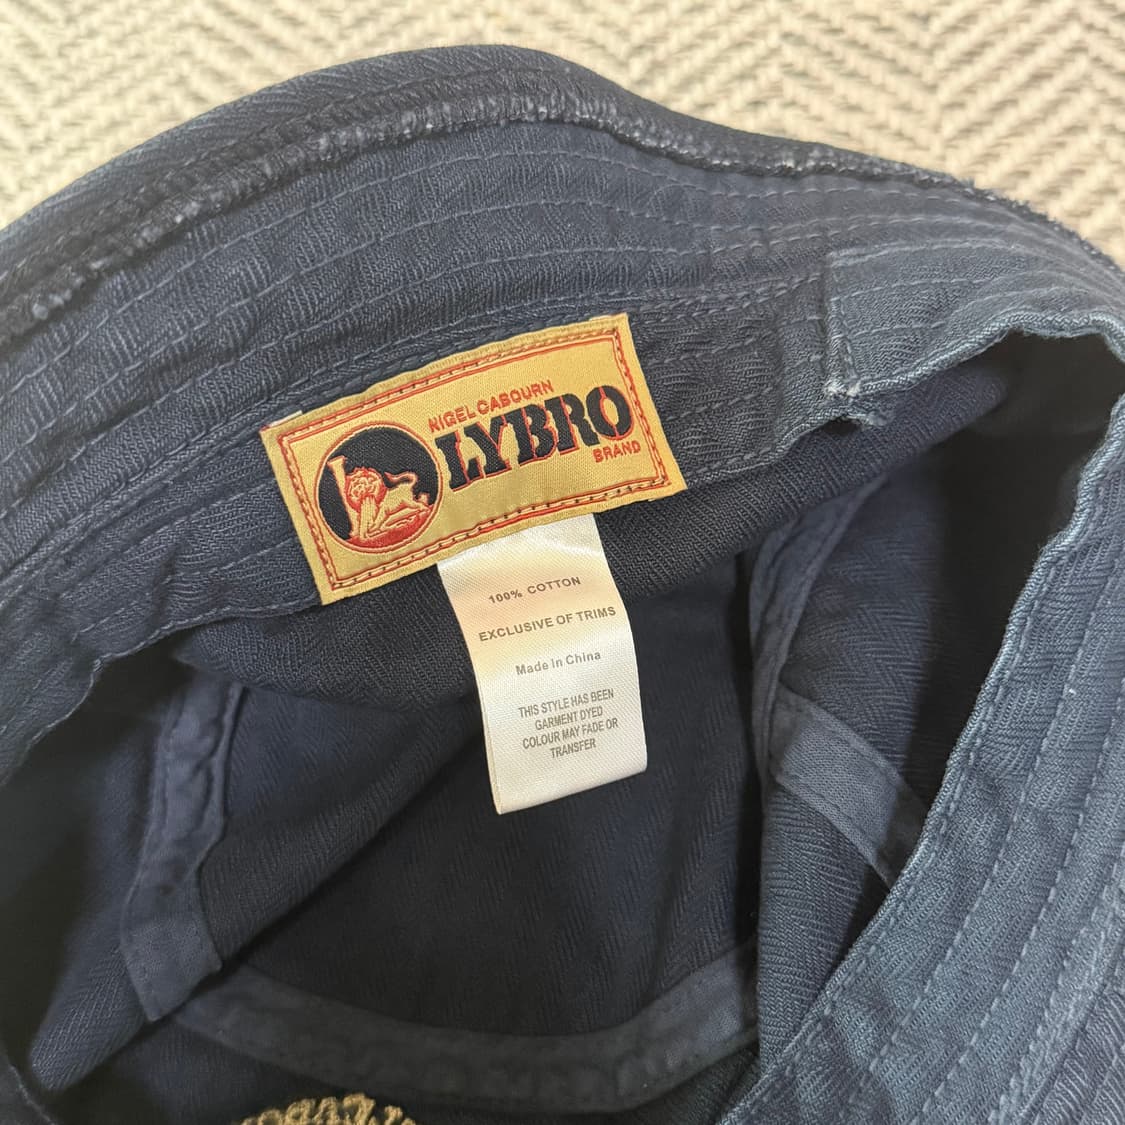 NIGEL CABOURN
LYBRO
BRAND
100% COTTON
EXCLUSIVE OF TRIMS
Made in China
THIS STYLE HAS BEEN
GARMENT DYED
COLOUR MAY FADE OR
TRANSFER